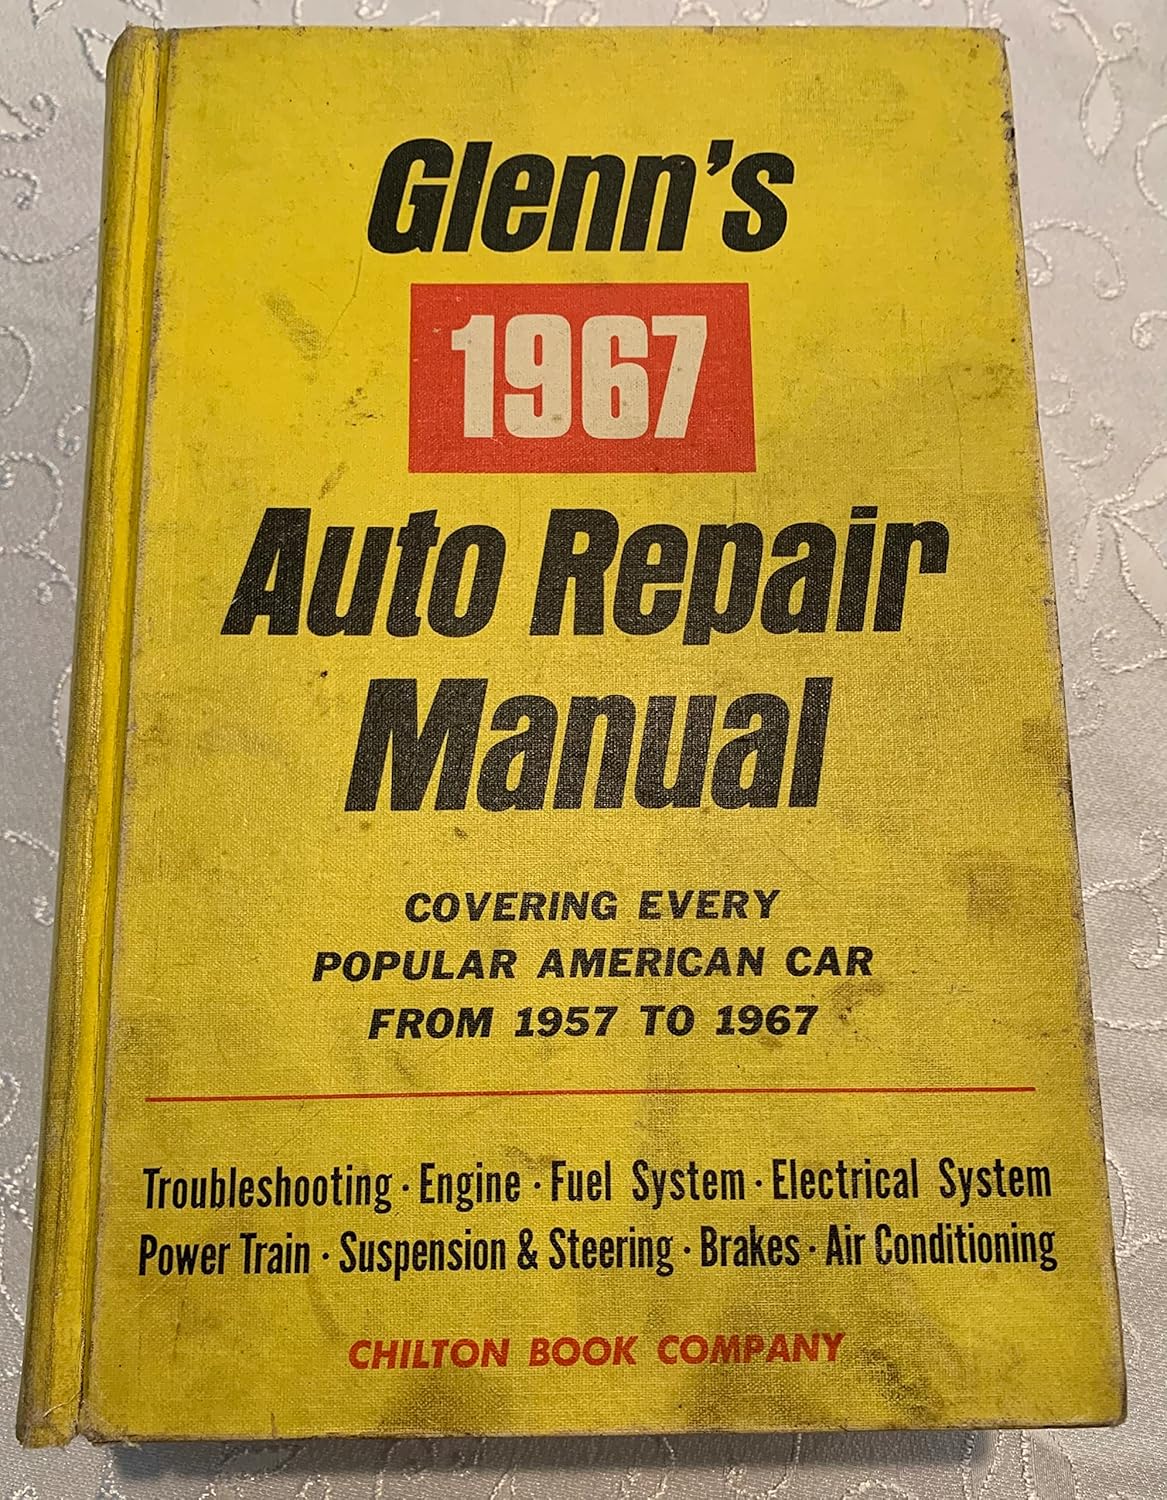 Glenn's
1967
Auto Repair
Manual
COVERING EVERY
POPULAR AMERICAN CAR
FROM 1957 TO 1967
Troubleshooting · Engine · Fuel System · Electrical System
Power Train · Suspension & Steering · Brakes · Air Conditioning
CHILTON BOOK COMPANY